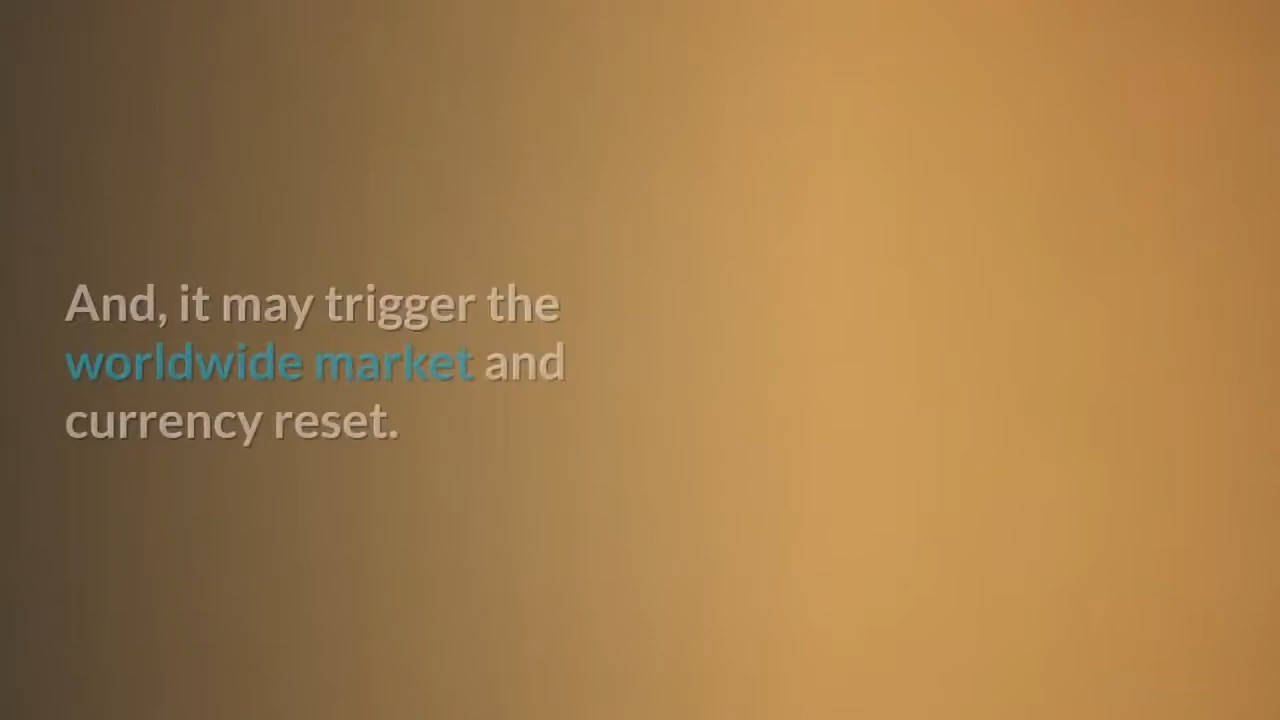 And, it may trigger the
worldwide market and
currency reset.